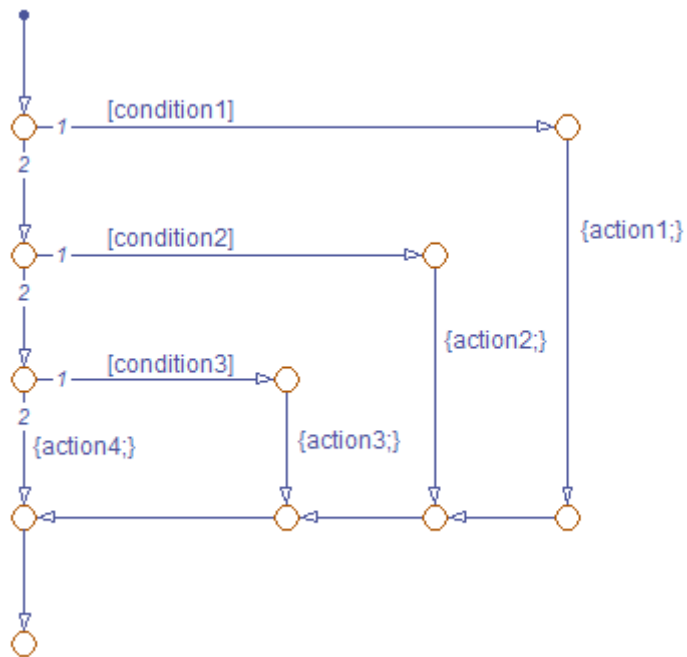 [condition1]
1
2
{action1;}
[condition2]
1
2
{action2;}
[condition3]
1
2
{action4;}
{action3;}